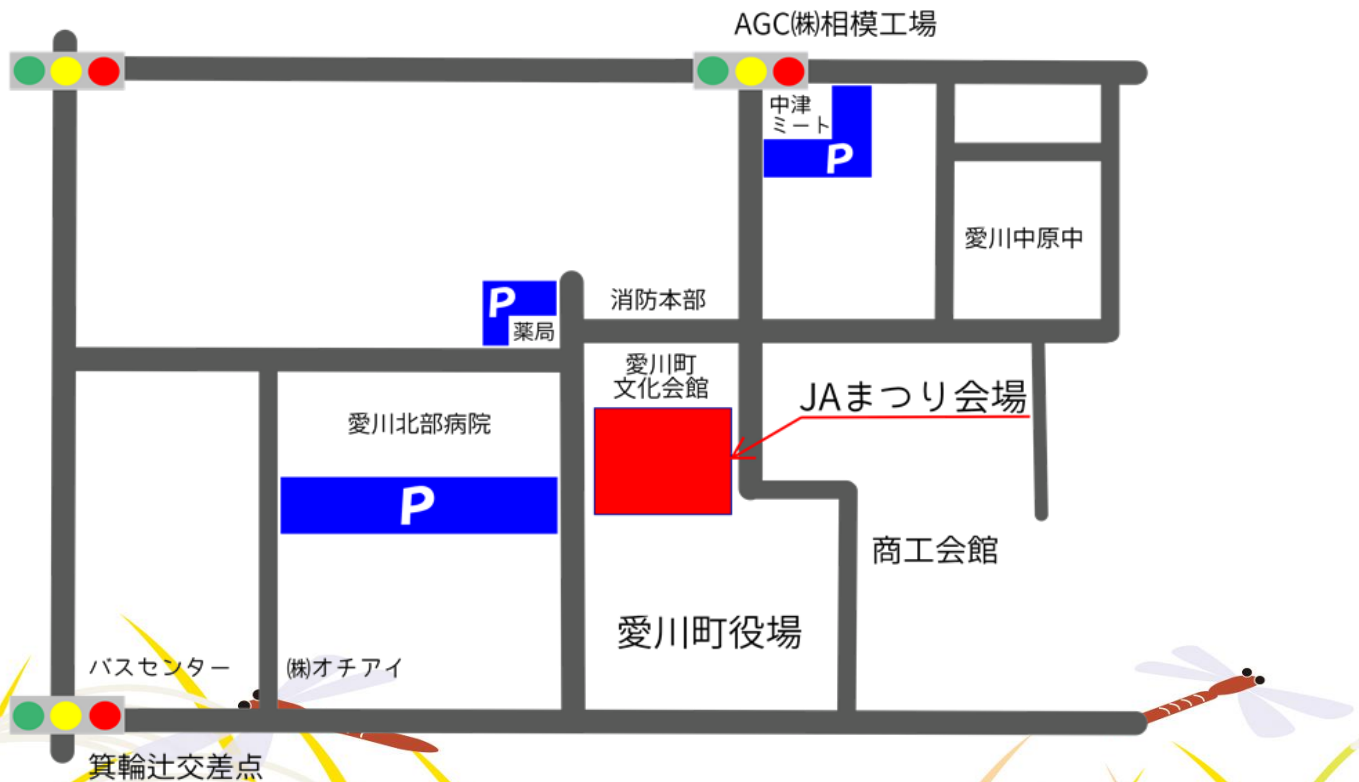 AGC㈱相模工場
中津
ミート
P
愛川中原中
P
薬局
消防本部
愛川町
文化会館
JAまつり会場
愛川北部病院
P
商工会館
愛川町役場
バスセンター
㈱オチアイ
箕輪辻交差点